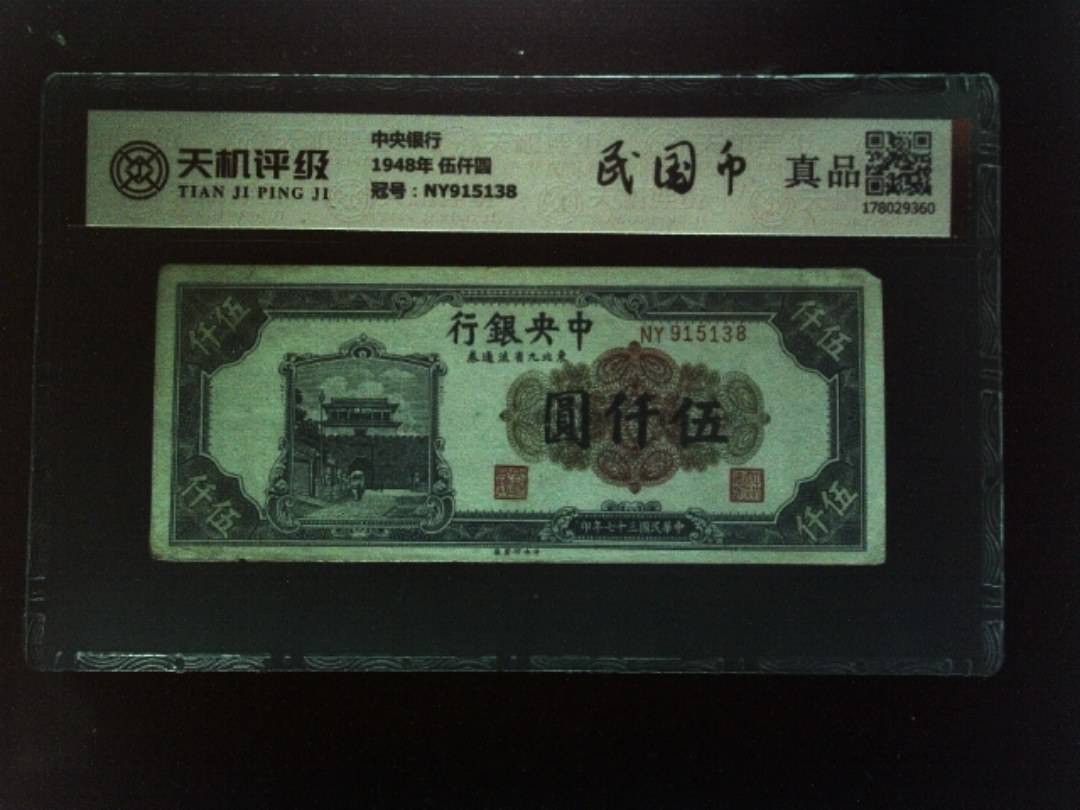 天机评级
TIAN JI PING JI
中央银行
1948年 伍仟圆
冠号：NY915138
民国币
真品
178029360
仟伍
行銀央中
NY 915138
仟伍
券通流省九北東
圓仟伍
仟伍
印年七十三國民華中
仟伍